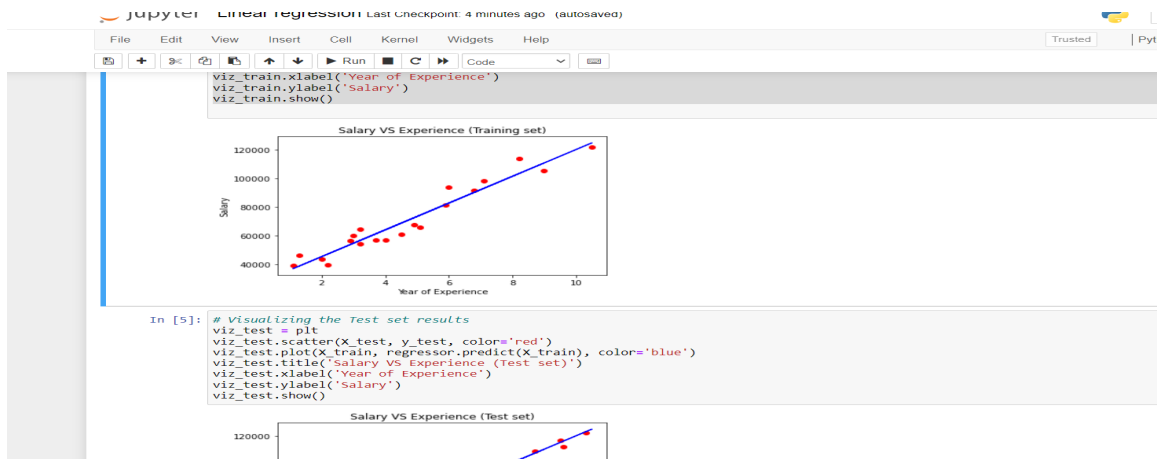 Jupyter Linear regression Last Checkpoint: 4 minutes ago (autosaved)
File Edit View Insert Cell Kernel Widgets Help Trusted Pyt
Run Code
viz_train.xlabel('Year of Experience')
viz_train.ylabel('Salary')
viz_train.show()
Salary VS Experience (Training set)
120000
100000
80000
60000
40000
Salary
2 4 6 8 10
Year of Experience
In [5]: # Visualizing the Test set results
viz_test = plt
viz_test.scatter(X_test, y_test, color='red')
viz_test.plot(X_train, regressor.predict(X_train), color='blue')
viz_test.title('Salary VS Experience (Test set)')
viz_test.xlabel('Year of Experience')
viz_test.ylabel('Salary')
viz_test.show()
Salary VS Experience (Test set)
120000